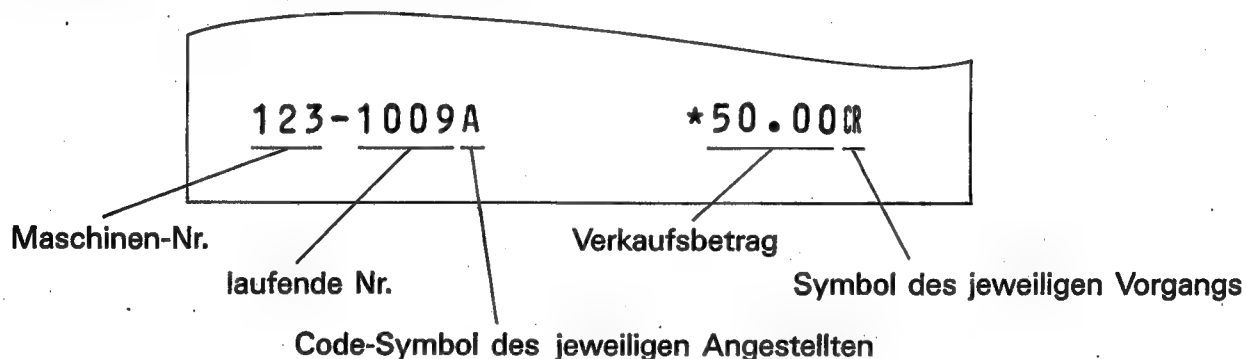 123-1009A *50.00CR
Maschinen-Nr. Verkaufsbetrag
laufende Nr. Symbol des jeweiligen Vorgangs
Code-Symbol des jeweiligen Angestellten